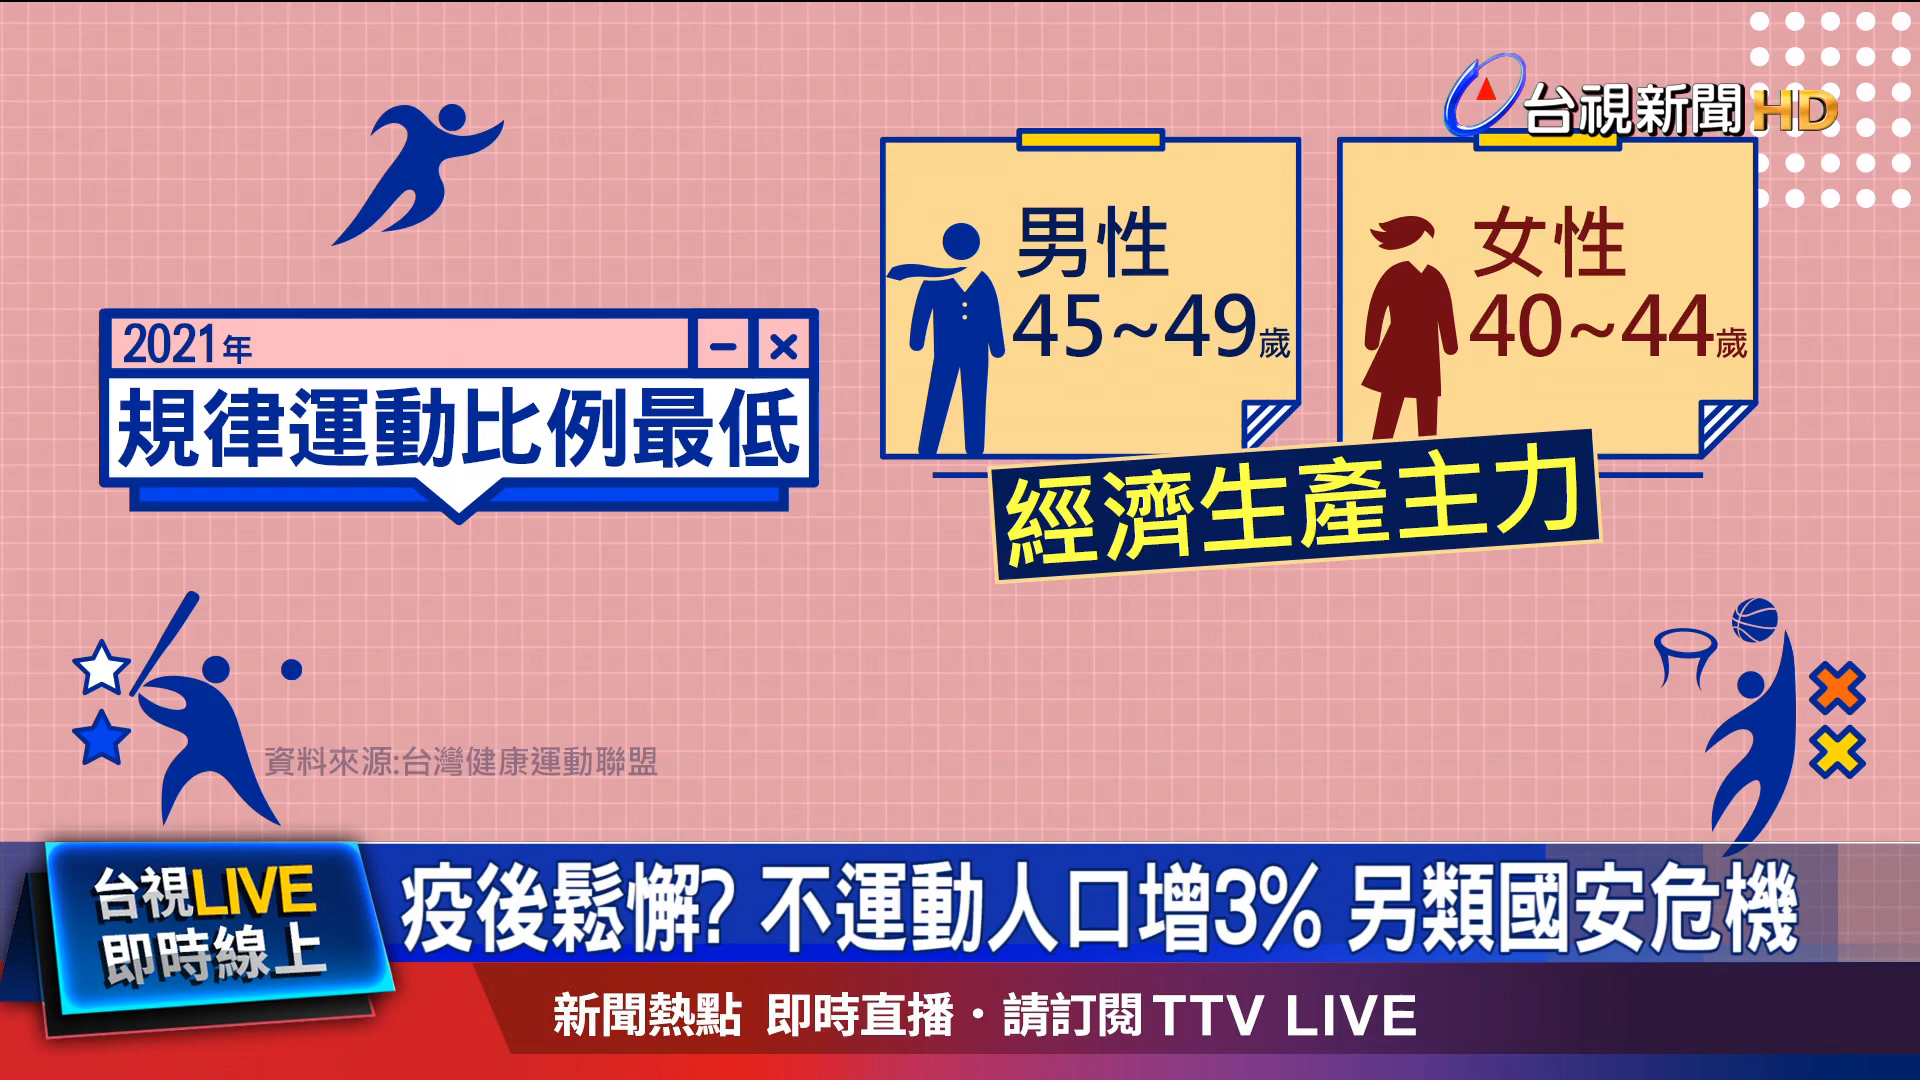 台視新聞HD
男性
45~49歲
女性
40~44歲
2021年
規律運動比例最低
經濟生產主力
資料來源:台灣健康運動聯盟
台視LIVE
即時線上
疫後鬆懈? 不運動人口增3% 另類國安危機
新聞熱點 即時直播·請訂閱TTV LIVE